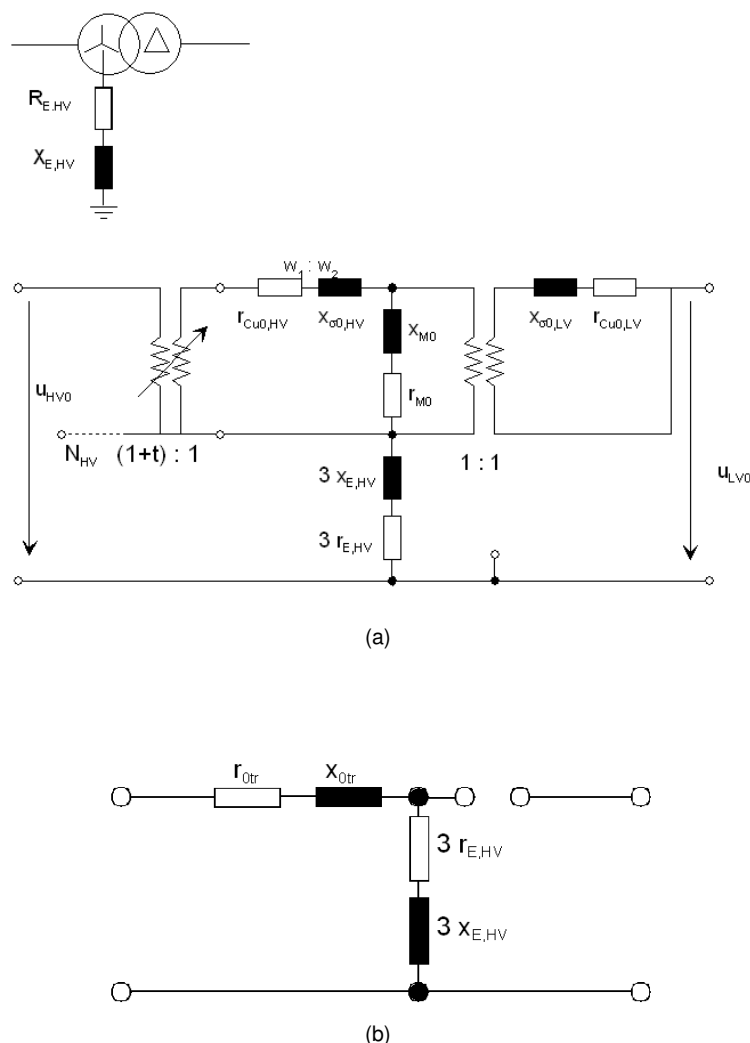 R_E,HV
X_E,HV
w_1 : w_2
r_Cu0,HV
x_σ0,HV
x_M0
r_M0
x_σ0,LV
r_Cu0,LV
u_HV0
N_HV
(1+t) : 1
1 : 1
3 x_E,HV
3 r_E,HV
u_LV0
(a)
r_0tr
x_0tr
3 r_E,HV
3 x_E,HV
(b)